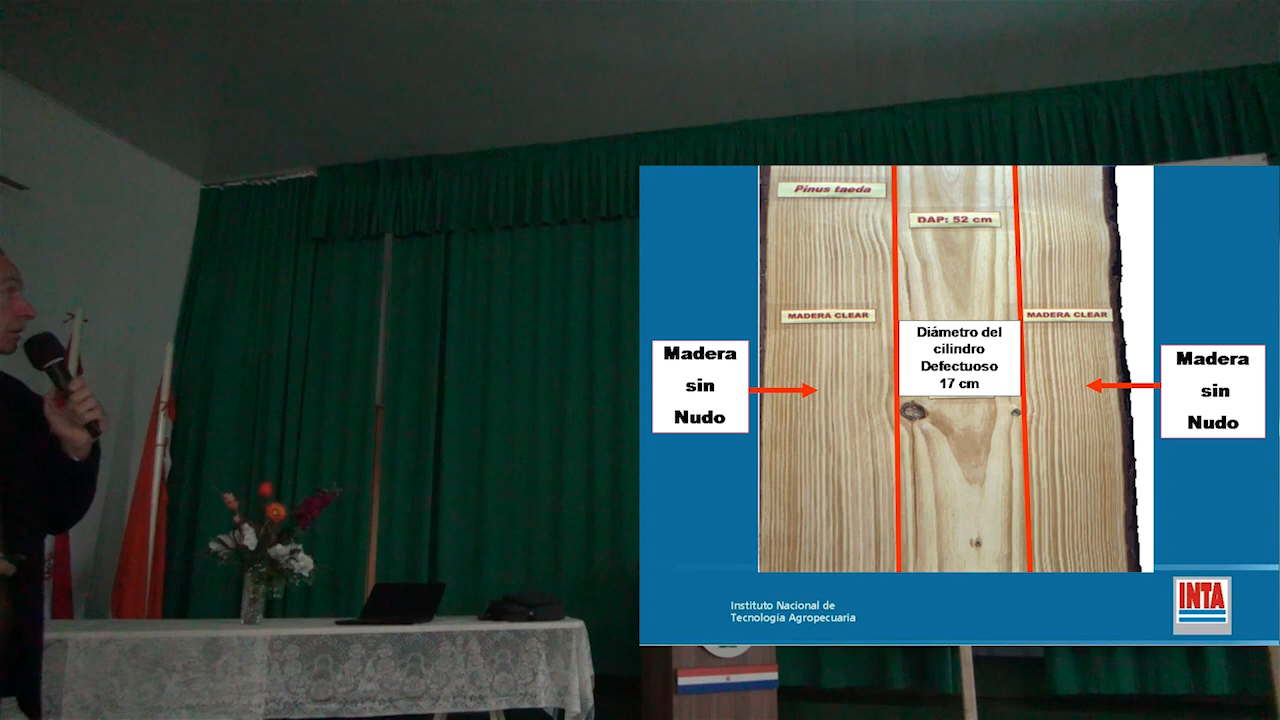 Pinus taeda
DAP: 52 cm
MADERA CLEAR
MADERA CLEAR
Diámetro del
cilindro
Defectuoso
17 cm
Madera
sin
Nudo
Madera
sin
Nudo
Instituto Nacional de
Tecnología Agropecuaria
INTA